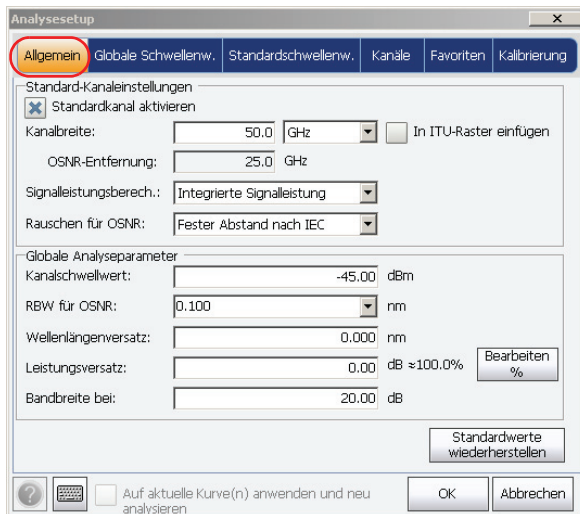 Analysesetup
Allgemein Globale Schwellenw. Standardschwellenw. Kanäle Favoriten Kalibrierung
Standard-Kanaleinstellungen
Standardkanal aktivieren
Kanalbreite: 50.0 GHz In ITU-Raster einfügen
OSNR-Entfernung: 25.0 GHz
Signalleistungsberech.: Integrierte Signalleistung
Rauschen für OSNR: Fester Abstand nach IEC
Globale Analyseparameter
Kanalschwellwert: -45.00 dBm
RBW für OSNR: 0.100 nm
Wellenlängenversatz: 0.000 nm
Leistungsversatz: 0.00 dB ≈100.0% Bearbeiten
%
Bandbreite bei: 20.00 dB
Standardwerte
wiederherstellen
Auf aktuelle Kurve(n) anwenden und neu
analysieren
OK Abbrechen